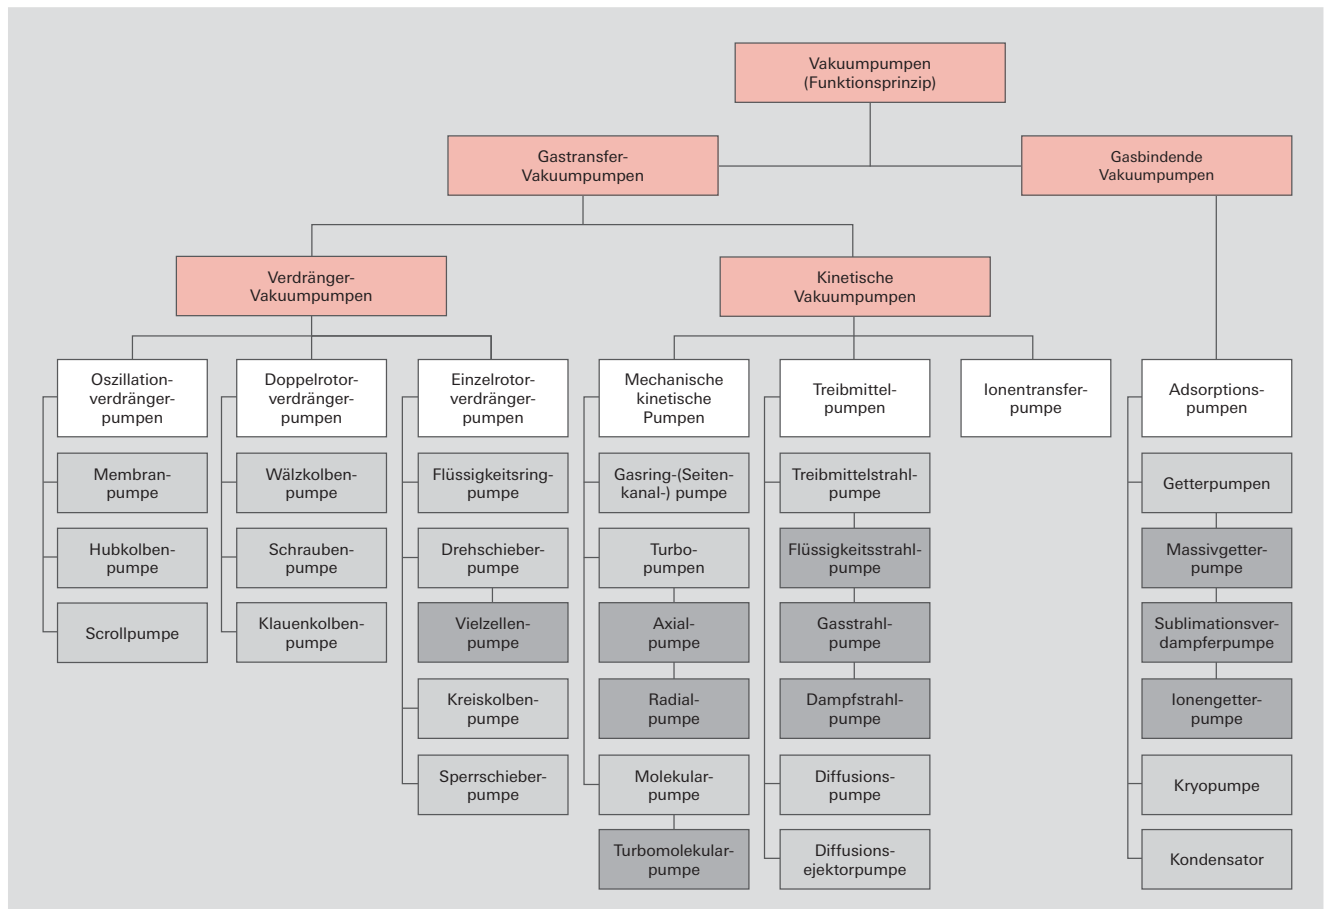 Vakuumpumpen
(Funktionsprinzip)
Gastransfer-
Vakuumpumpen
Gasbindende
Vakuumpumpen
Verdränger-
Vakuumpumpen
Kinetische
Vakuumpumpen
Oszillation-
verdränger-
pumpen
Membran-
pumpe
Hubkolben-
pumpe
Scrollpumpe
Doppelrotor-
verdränger-
pumpen
Wälzkolben-
pumpe
Schrauben-
pumpe
Klauenkolben-
pumpe
Einzelrotor-
verdränger-
pumpen
Flüssigkeitsring-
pumpe
Drehschieber-
pumpe
Vielzellen-
pumpe
Kreiskolben-
pumpe
Sperrschieber-
pumpe
Mechanische
kinetische
Pumpen
Gasring-(Seiten-
kanal-) pumpe
Turbo-
pumpen
Axial-
pumpe
Radial-
pumpe
Molekular-
pumpe
Turbomolekular-
pumpe
Treibmittel-
pumpen
Treibmittelstrahl-
pumpe
Flüssigkeitsstrahl-
pumpe
Gasstrahl-
pumpe
Dampfstrahl-
pumpe
Diffusions-
pumpe
Diffusions-
ejektorpumpe
Ionentransfer-
pumpe
Adsorptions-
pumpen
Getterpumpen
Massivgetter-
pumpe
Sublimationsver-
dampferpumpe
Ionengetter-
pumpe
Kryopumpe
Kondensator